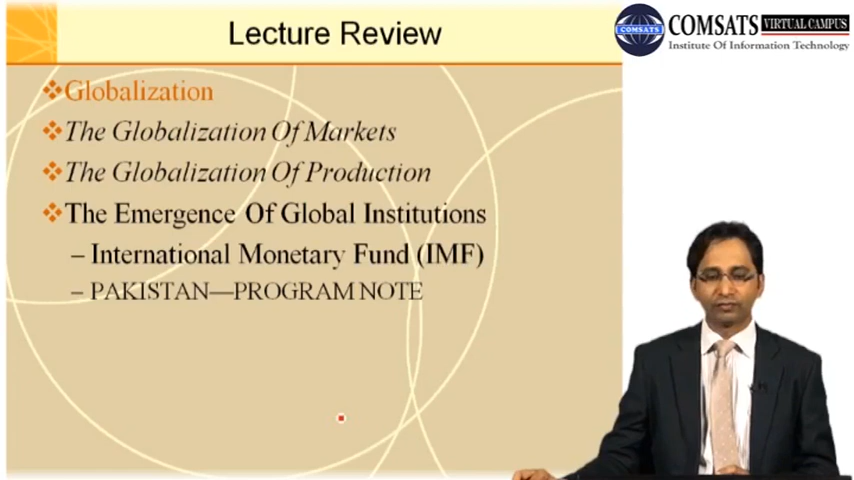 Lecture Review
COMSATS VIRTUAL CAMPUS
Institute Of Information Technology
COMSATS
Globalization
The Globalization Of Markets
The Globalization Of Production
The Emergence Of Global Institutions
– International Monetary Fund (IMF)
– PAKISTAN—PROGRAM NOTE